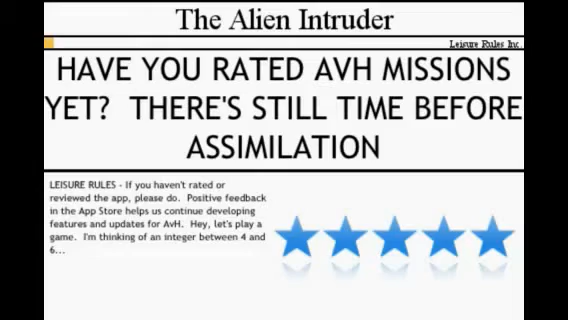 The Alien Intruder
Leisure Rules Inc.
HAVE YOU RATED AVH MISSIONS
YET? THERE'S STILL TIME BEFORE
ASSIMILATION
LEISURE RULES - If you haven't rated or
reviewed the app, please do. Positive feedback
in the App Store helps us continue developing
features and updates for AvH. Hey, let's play a
game. I'm thinking of an integer between 4 and
6...